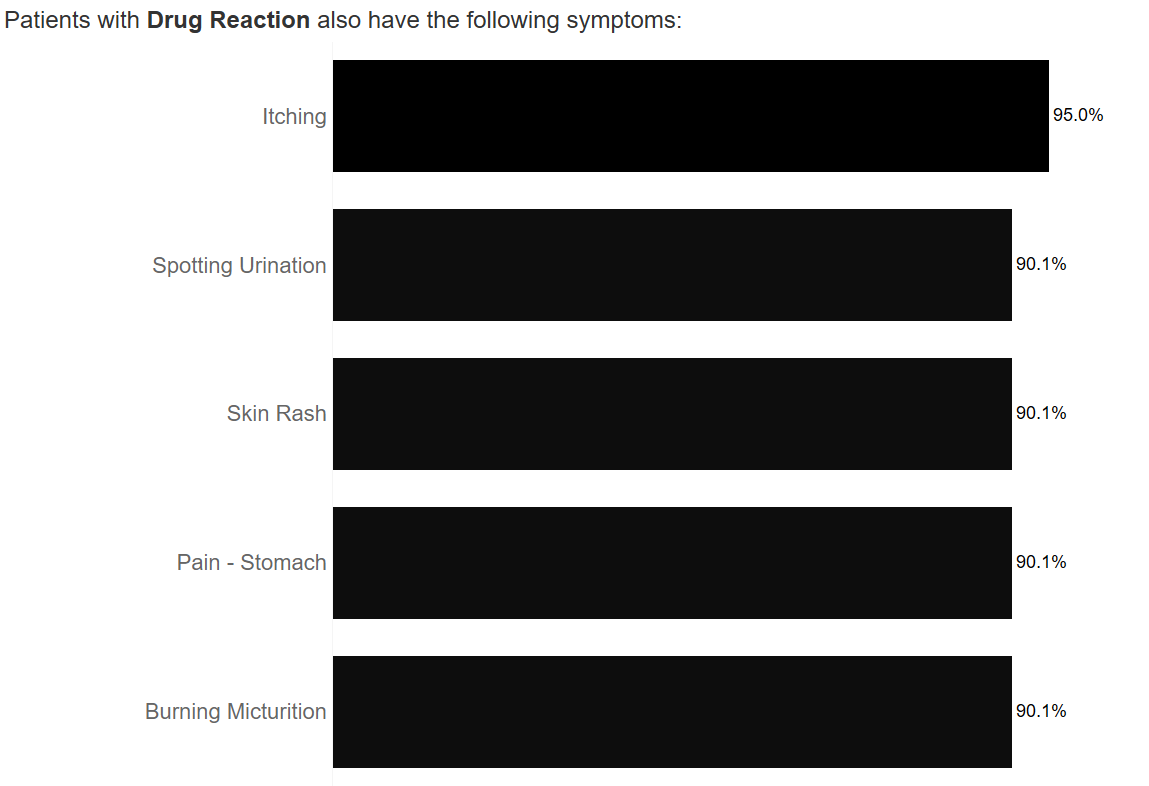 Patients with Drug Reaction also have the following symptoms:
Itching 95.0%
Spotting Urination 90.1%
Skin Rash 90.1%
Pain - Stomach 90.1%
Burning Micturition 90.1%